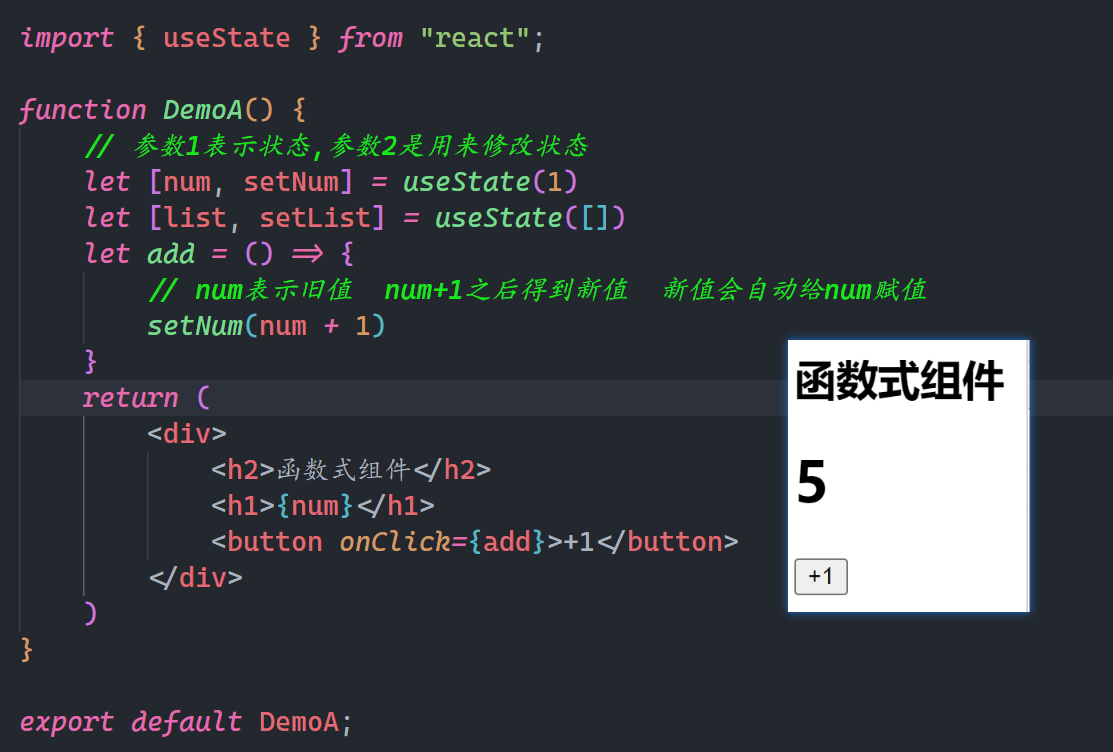 import { useState } from "react";
function DemoA() {
// 参数1表示状态,参数2是用来修改状态
let [num, setNum] = useState(1)
let [list, setList] = useState([])
let add = () => {
// num表示旧值  num+1之后得到新值  新值会自动给num赋值
setNum(num + 1)
}
return (
<div>
<h2>函数式组件</h2>
<h1>{num}</h1>
<button onClick={add}>+1</button>
</div>
)
}
export default DemoA;
函数式组件
5
+1